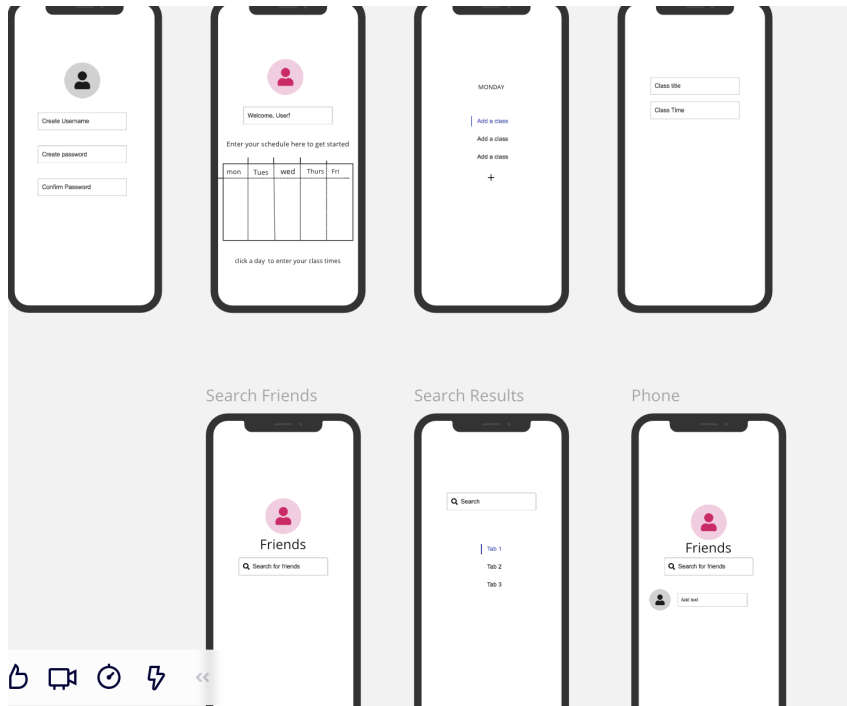 Create Username
Create password
Confirm Password
Welcome, User!
Enter your schedule here to get started
mon Tues wed Thurs Fri
click a day to enter your class times
MONDAY
Add a class
Add a class
Add a class
+
Class title
Class Time
Search Friends
Friends
Search for friends
Search Results
Search
Tab 1
Tab 2
Tab 3
Phone
Friends
Search for friends
Add text